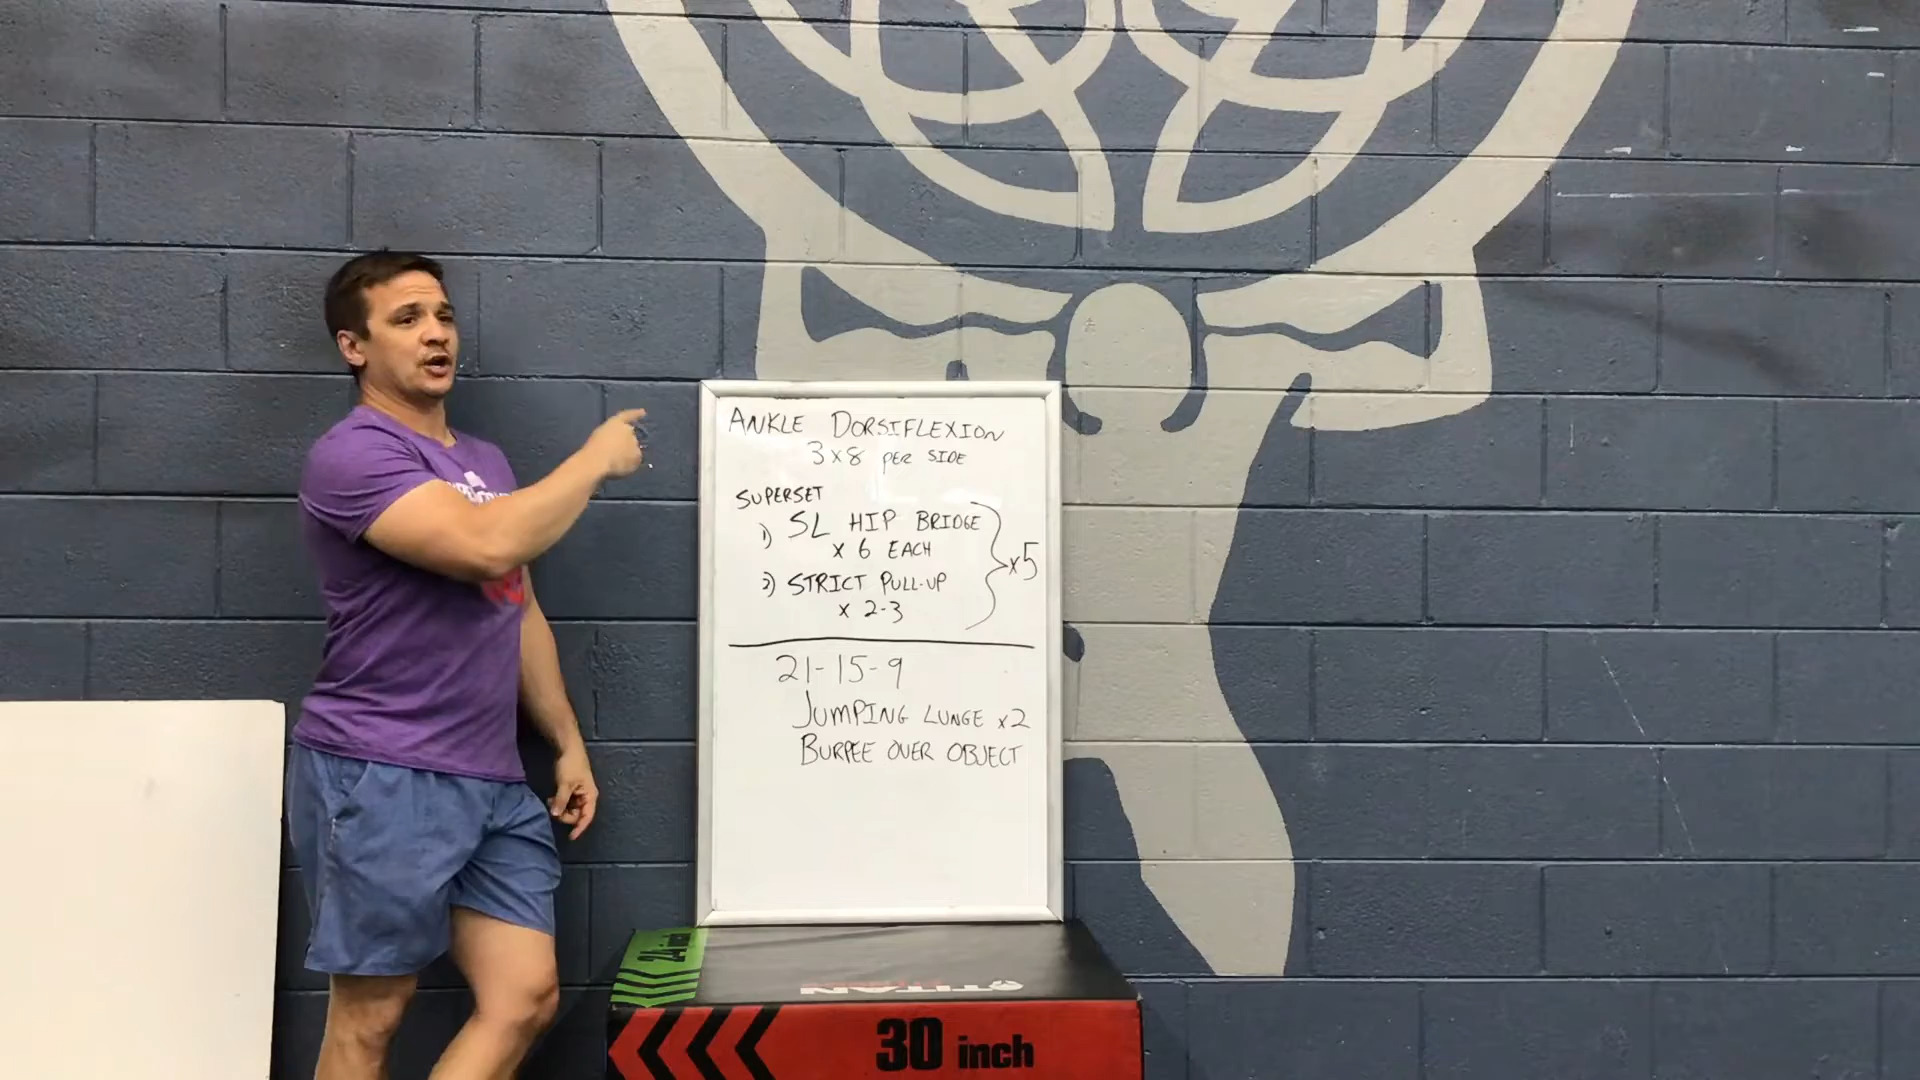 ANKLE DORSIFLEXION
3x8 PER SIDE
SUPERSET
1) SL HIP BRIDGE
x 6 EACH
2) STRICT PULL-UP
x 2-3
x5
21-15-9
JUMPING LUNGE x2
BURPEE OVER OBJECT
24 inch
TITAN
30 inch